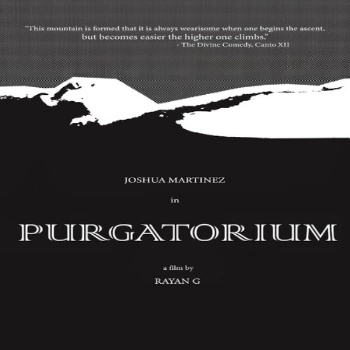 "This mountain is formed that it is always wearisome when one begins the ascent,
but becomes easier the higher one climbs."
- The Divine Comedy, Canto XII
JOSHUA MARTINEZ
in
PURGATORIUM
a film by
RAYAN G